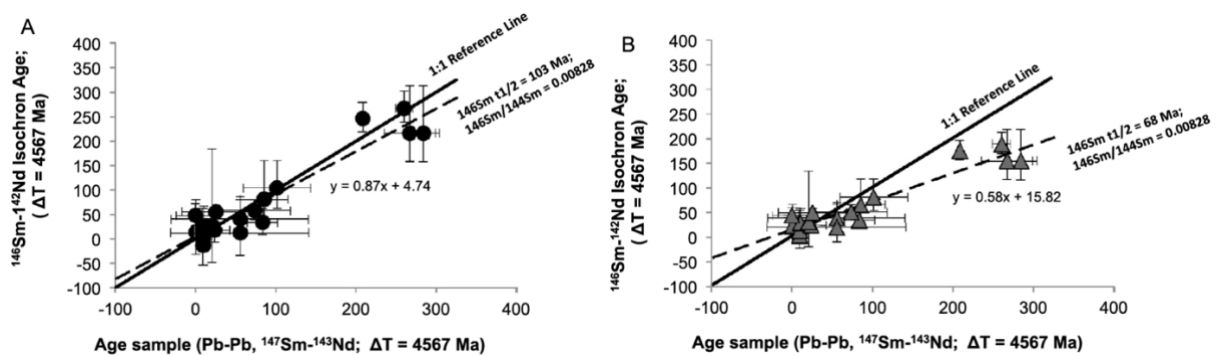 A
400
350
300
250
200
150
100
50
0
-50
-100
-100
0
100
200
300
400
146Sm-142Nd Isochron Age;
( ΔT = 4567 Ma)
Age sample (Pb-Pb, 147Sm-143Nd; ΔT = 4567 Ma)
1:1 Reference Line
146Sm t1/2 = 103 Ma;
146Sm/144Sm = 0.00828
y = 0.87x + 4.74
B
400
350
300
250
200
150
100
50
0
-50
-100
-100
0
100
200
300
400
146Sm-142Nd Isochron Age;
( ΔT = 4567 Ma)
Age sample (Pb-Pb, 147Sm-143Nd; ΔT = 4567 Ma)
1:1 Reference Line
146Sm t1/2 = 68 Ma;
146Sm/144Sm = 0.00828
y = 0.58x + 15.82